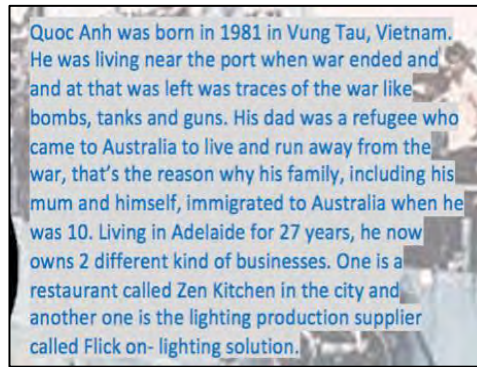 Quoc Anh was born in 1981 in Vung Tau, Vietnam.
He was living near the port when war ended and
and at that was left was traces of the war like
bombs, tanks and guns. His dad was a refugee who
came to Australia to live and run away from the
war, that's the reason why his family, including his
mum and himself, immigrated to Australia when he
was 10. Living in Adelaide for 27 years, he now
owns 2 different kind of businesses. One is a
restaurant called Zen Kitchen in the city and
another one is the lighting production supplier
called Flick on- lighting solution.